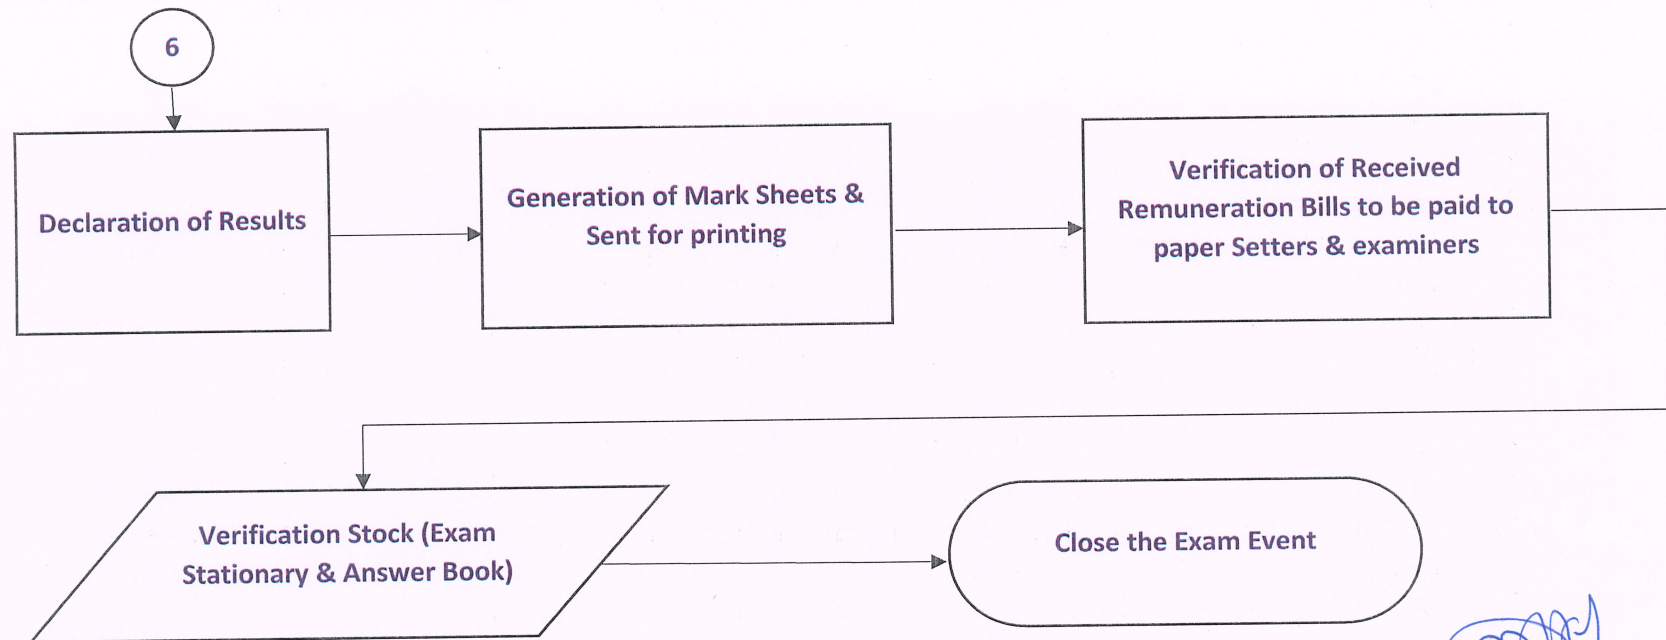 6
Declaration of Results
Generation of Mark Sheets &
Sent for printing
Verification of Received
Remuneration Bills to be paid to
paper Setters & examiners
Verification Stock (Exam
Stationary & Answer Book)
Close the Exam Event